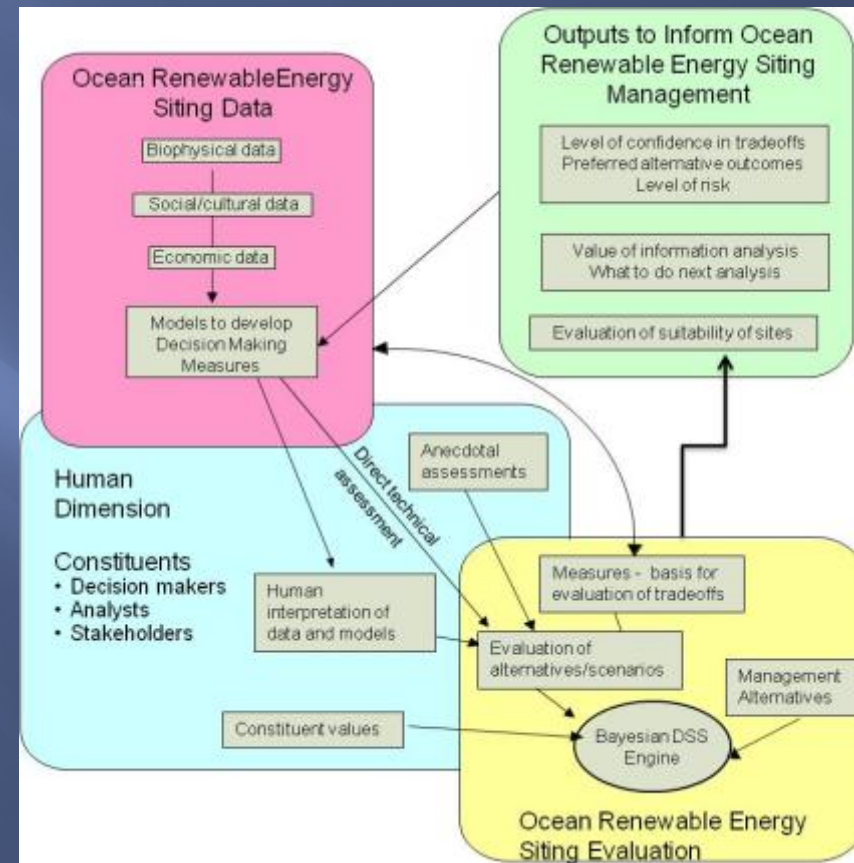 Ocean RenewableEnergy
Siting Data
Biophysical data
Social/cultural data
Economic data
Models to develop
Decision Making
Measures
Outputs to Inform Ocean
Renewable Energy Siting
Management
Level of confidence in tradeoffs
Preferred alternative outcomes
Level of risk
Value of information analysis
What to do next analysis
Evaluation of suitability of sites
Human
Dimension
Constituents
• Decision makers
• Analysts
• Stakeholders
Direct technical
assessment
Anecdotal
assessments
Human
interpretation of
data and models
Constituent values
Measures - basis for
evaluation of tradeoffs
Evaluation of
alternatives/scenarios
Management
Alternatives
Bayesian DSS
Engine
Ocean Renewable Energy
Siting Evaluation